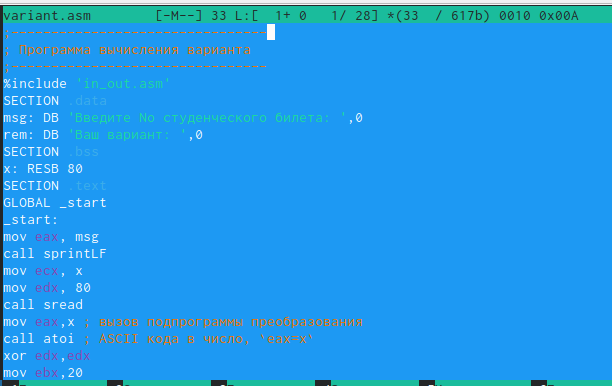 variant.asm [-M--] 33 L:[ 1+ 0 1/ 28] *(33 / 617b) 0010 0x00A
;--------------------------------
; Программа вычисления варианта
;--------------------------------
%include 'in_out.asm'
SECTION .data
msg: DB 'Введите No студенческого билета: ',0
rem: DB 'Ваш вариант: ',0
SECTION .bss
x: RESB 80
SECTION .text
GLOBAL _start
_start:
mov eax, msg
call sprintLF
mov ecx, x
mov edx, 80
call sread
mov eax,x ; вызов подпрограммы преобразования
call atoi ; ASCII кода в число, `eax=x`
xor edx,edx
mov ebx,20